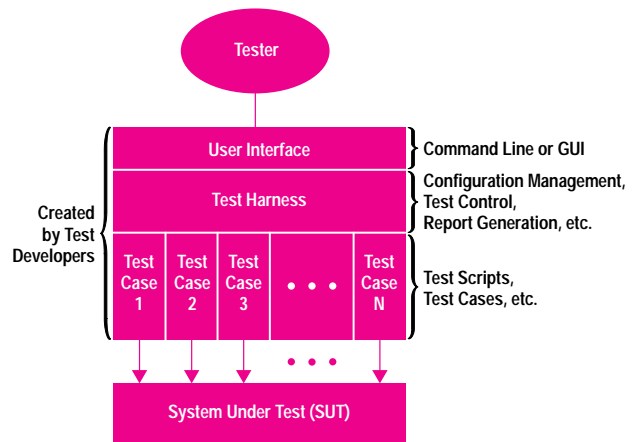 Tester
User Interface
Command Line or GUI
Test Harness
Configuration Management,
Test Control,
Report Generation, etc.
Created
by Test
Developers
Test
Case
1
Test
Case
2
Test
Case
3
• • •
Test
Case
N
Test Scripts,
Test Cases, etc.
• • •
System Under Test (SUT)